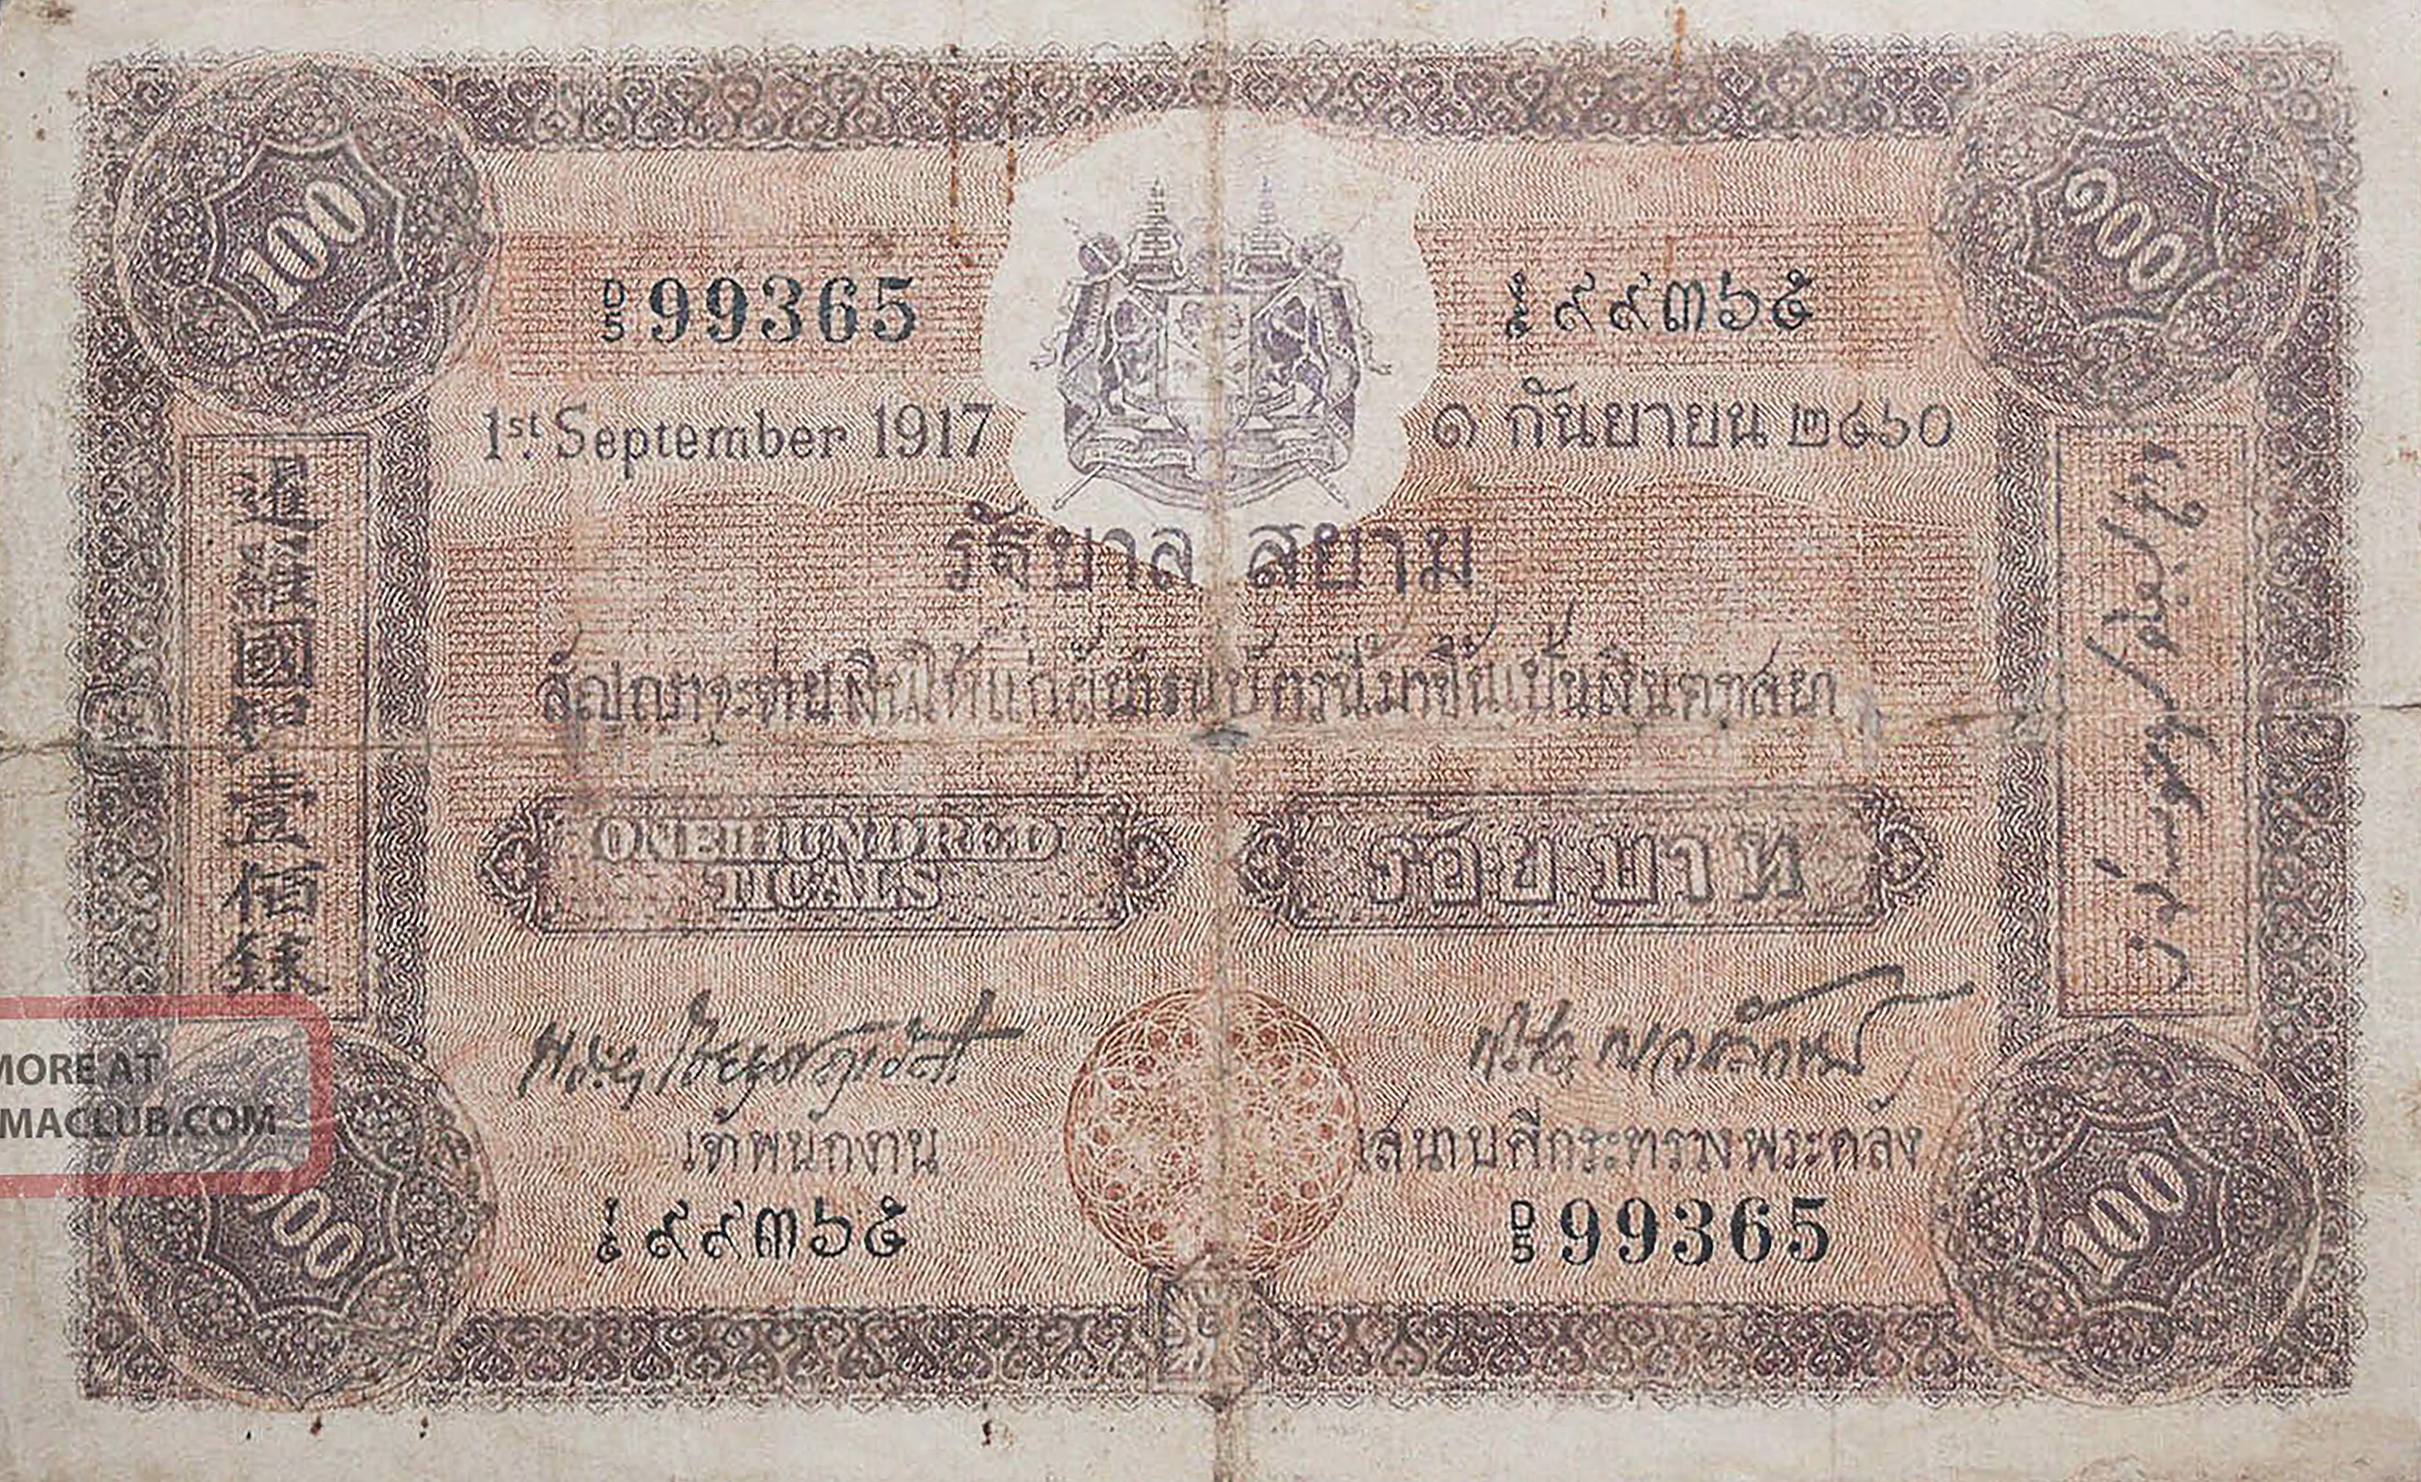 100
๑๐๐
D/5 99365
๙๙๓๖๕
1st September 1917
๑ กันยายน ๒๔๖๐
รัฐบาล สยาม
สัญญาจะจ่ายเงินให้แก่ผู้นำธนบัตรนี้มาขึ้นเป็นเงินตราสยาม
暹羅國
壹佰銖
ONE HUNDRED
TICALS
ร้อยบาท
เจ้าพนักงาน
เสนาบดีกระทรวงพระคลัง
๙๙๓๖๕
D/5 99365
MORE AT
MACLUB.COM
100